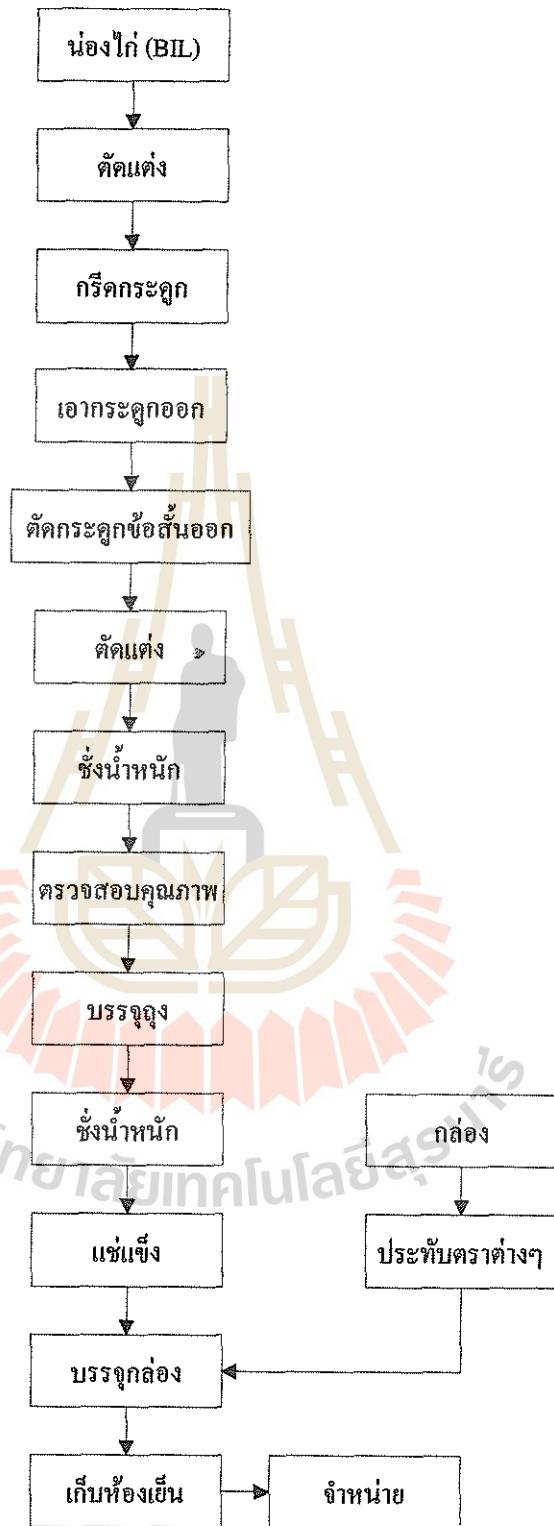 น่องไก่ (BIL)
ตัดแต่ง
กรีดกระดูก
เอากระดูกออก
ตัดกระดูกข้อสั้นออก
ตัดแต่ง
ชั่งน้ำหนัก
ตรวจสอบคุณภาพ
บรรจุถุง
ชั่งน้ำหนัก
กล่อง
แช่แข็ง
ประทับตราต่างๆ
บรรจุกล่อง
เก็บห้องเย็น
จำหน่าย